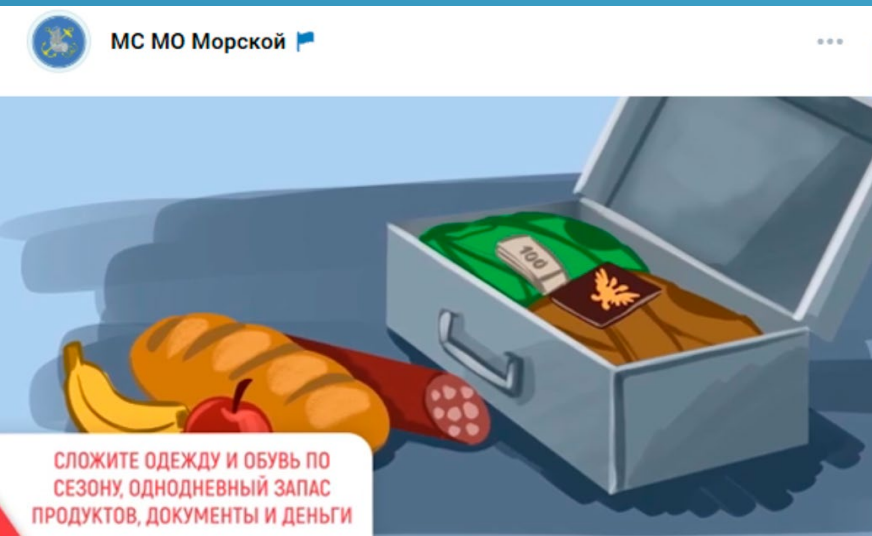 МС МО Морской
100
СЛОЖИТЕ ОДЕЖДУ И ОБУВЬ ПО
СЕЗОНУ, ОДНОДНЕВНЫЙ ЗАПАС
ПРОДУКТОВ, ДОКУМЕНТЫ И ДЕНЬГИ